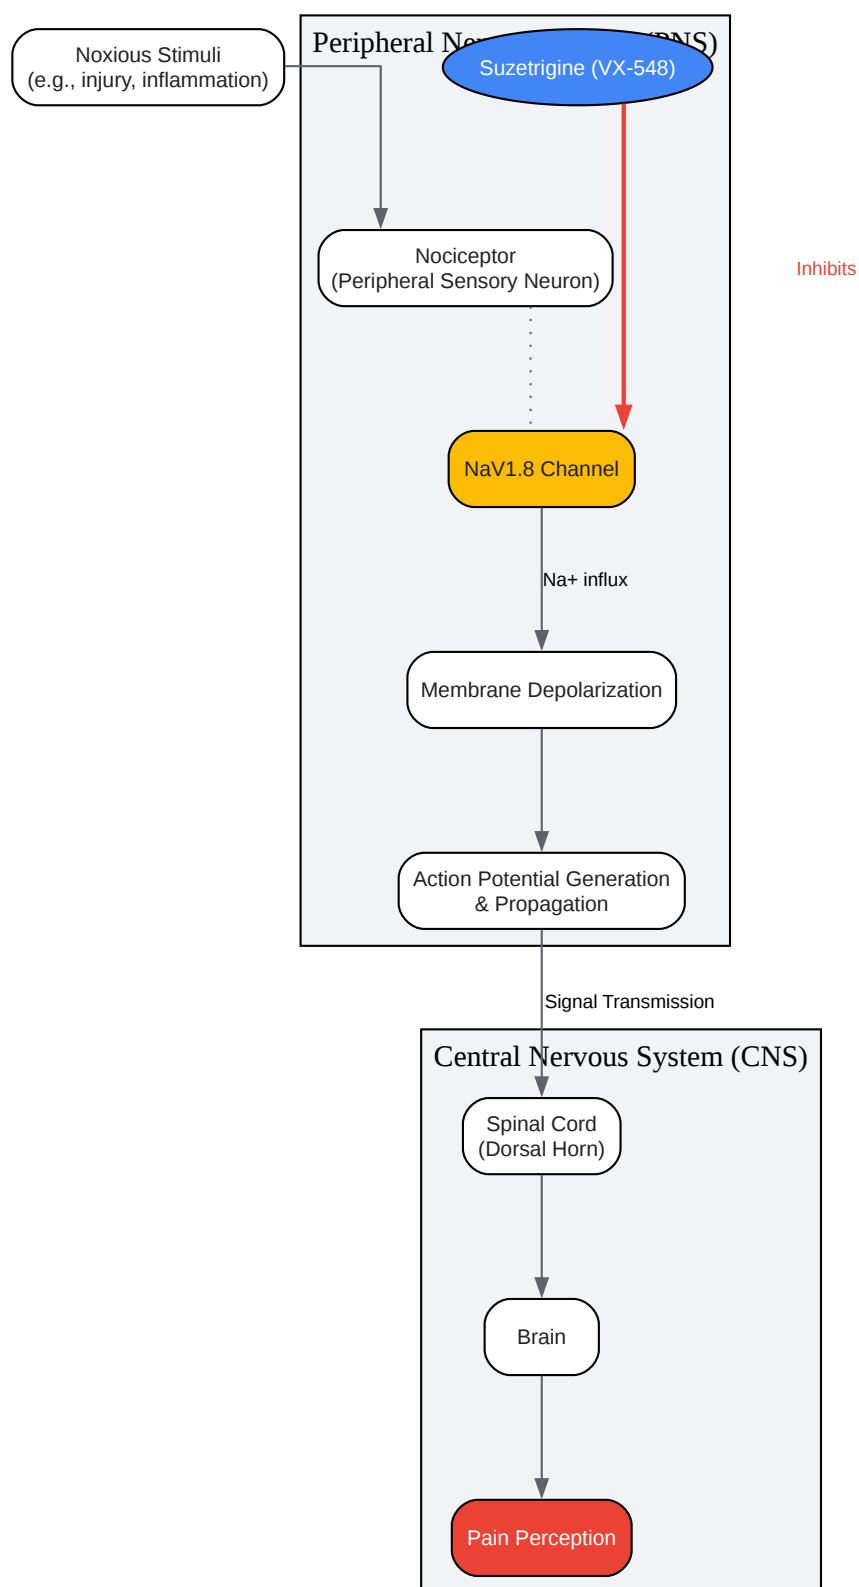 Noxious Stimuli
(e.g., injury, inflammation)
Peripheral Ne (PNS)
Suzetrigine (VX-548)
Nociceptor
(Peripheral Sensory Neuron)
Inhibits
NaV1.8 Channel
Na+ influx
Membrane Depolarization
Action Potential Generation
& Propagation
Signal Transmission
Central Nervous System (CNS)
Spinal Cord
(Dorsal Horn)
Brain
Pain Perception